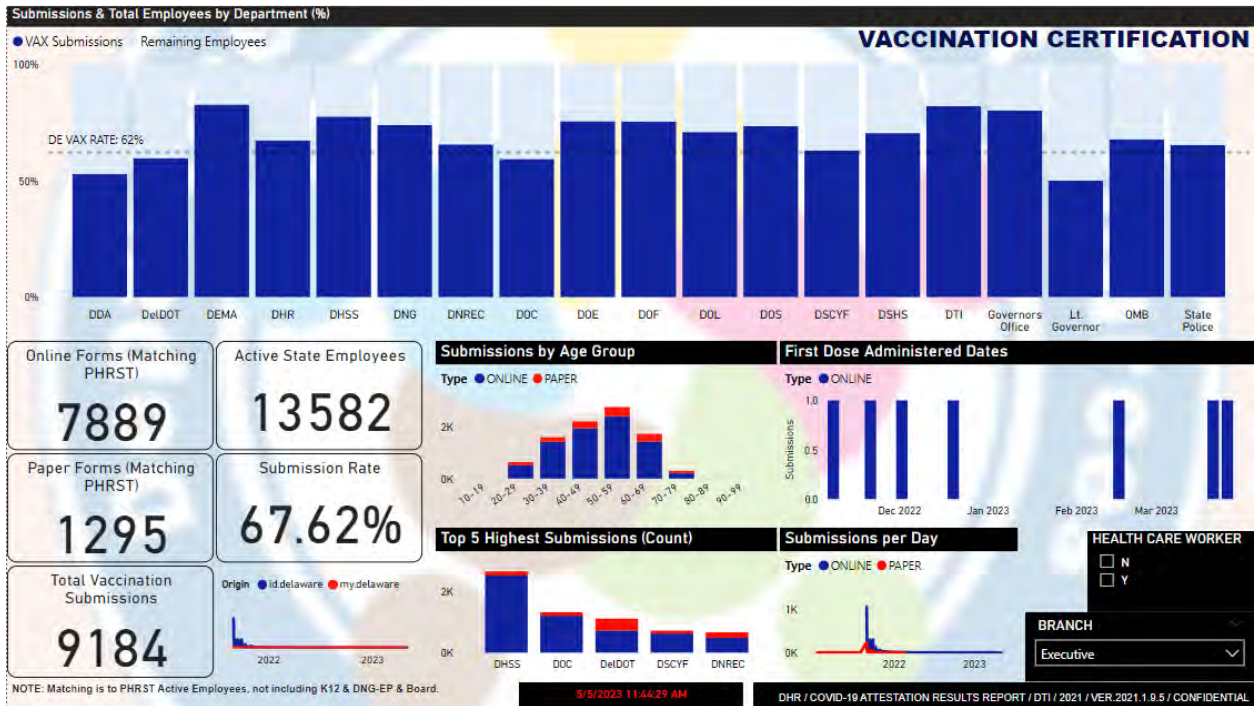 Submissions & Total Employees by Department (%)
VAX Submissions Remaining Employees
VACCINATION CERTIFICATION
100%
DE VAX RATE: 62%
50%
0%
DDA DelDOT DEMA DHR DHSS DNG DNREC DOC DOE DOF DOL DOS DSCYF DSHS DTI Governors Office Lt. Governor OMB State Police
Online Forms (Matching PHRST)
7889
Active State Employees
13582
Paper Forms (Matching PHRST)
1295
Submission Rate
67.62%
Total Vaccination Submissions
9184
Origin id.delaware my.delaware
2022 2023
Submissions by Age Group
Type ONLINE PAPER
2K
0K
10-19 20-29 30-39 40-49 50-59 60-69 70-79 80-89 90-99
First Dose Administered Dates
Type ONLINE
Submissions
1.0
0.5
0.0
Dec 2022 Jan 2023 Feb 2023 Mar 2023
Top 5 Highest Submissions (Count)
2K
0K
DHSS DOC DelDOT DSCYF DNREC
Submissions per Day
Type ONLINE PAPER
1K
0K
2022 2023
HEALTH CARE WORKER
N
Y
BRANCH
Executive
NOTE: Matching is to PHRST Active Employees, not including K12 & DNG-EP & Board.
5/5/2023 11:44:29 AM
DHR / COVID-19 ATTESTATION RESULTS REPORT / DTI / 2021 / VER.2021.1.9.5 / CONFIDENTIAL